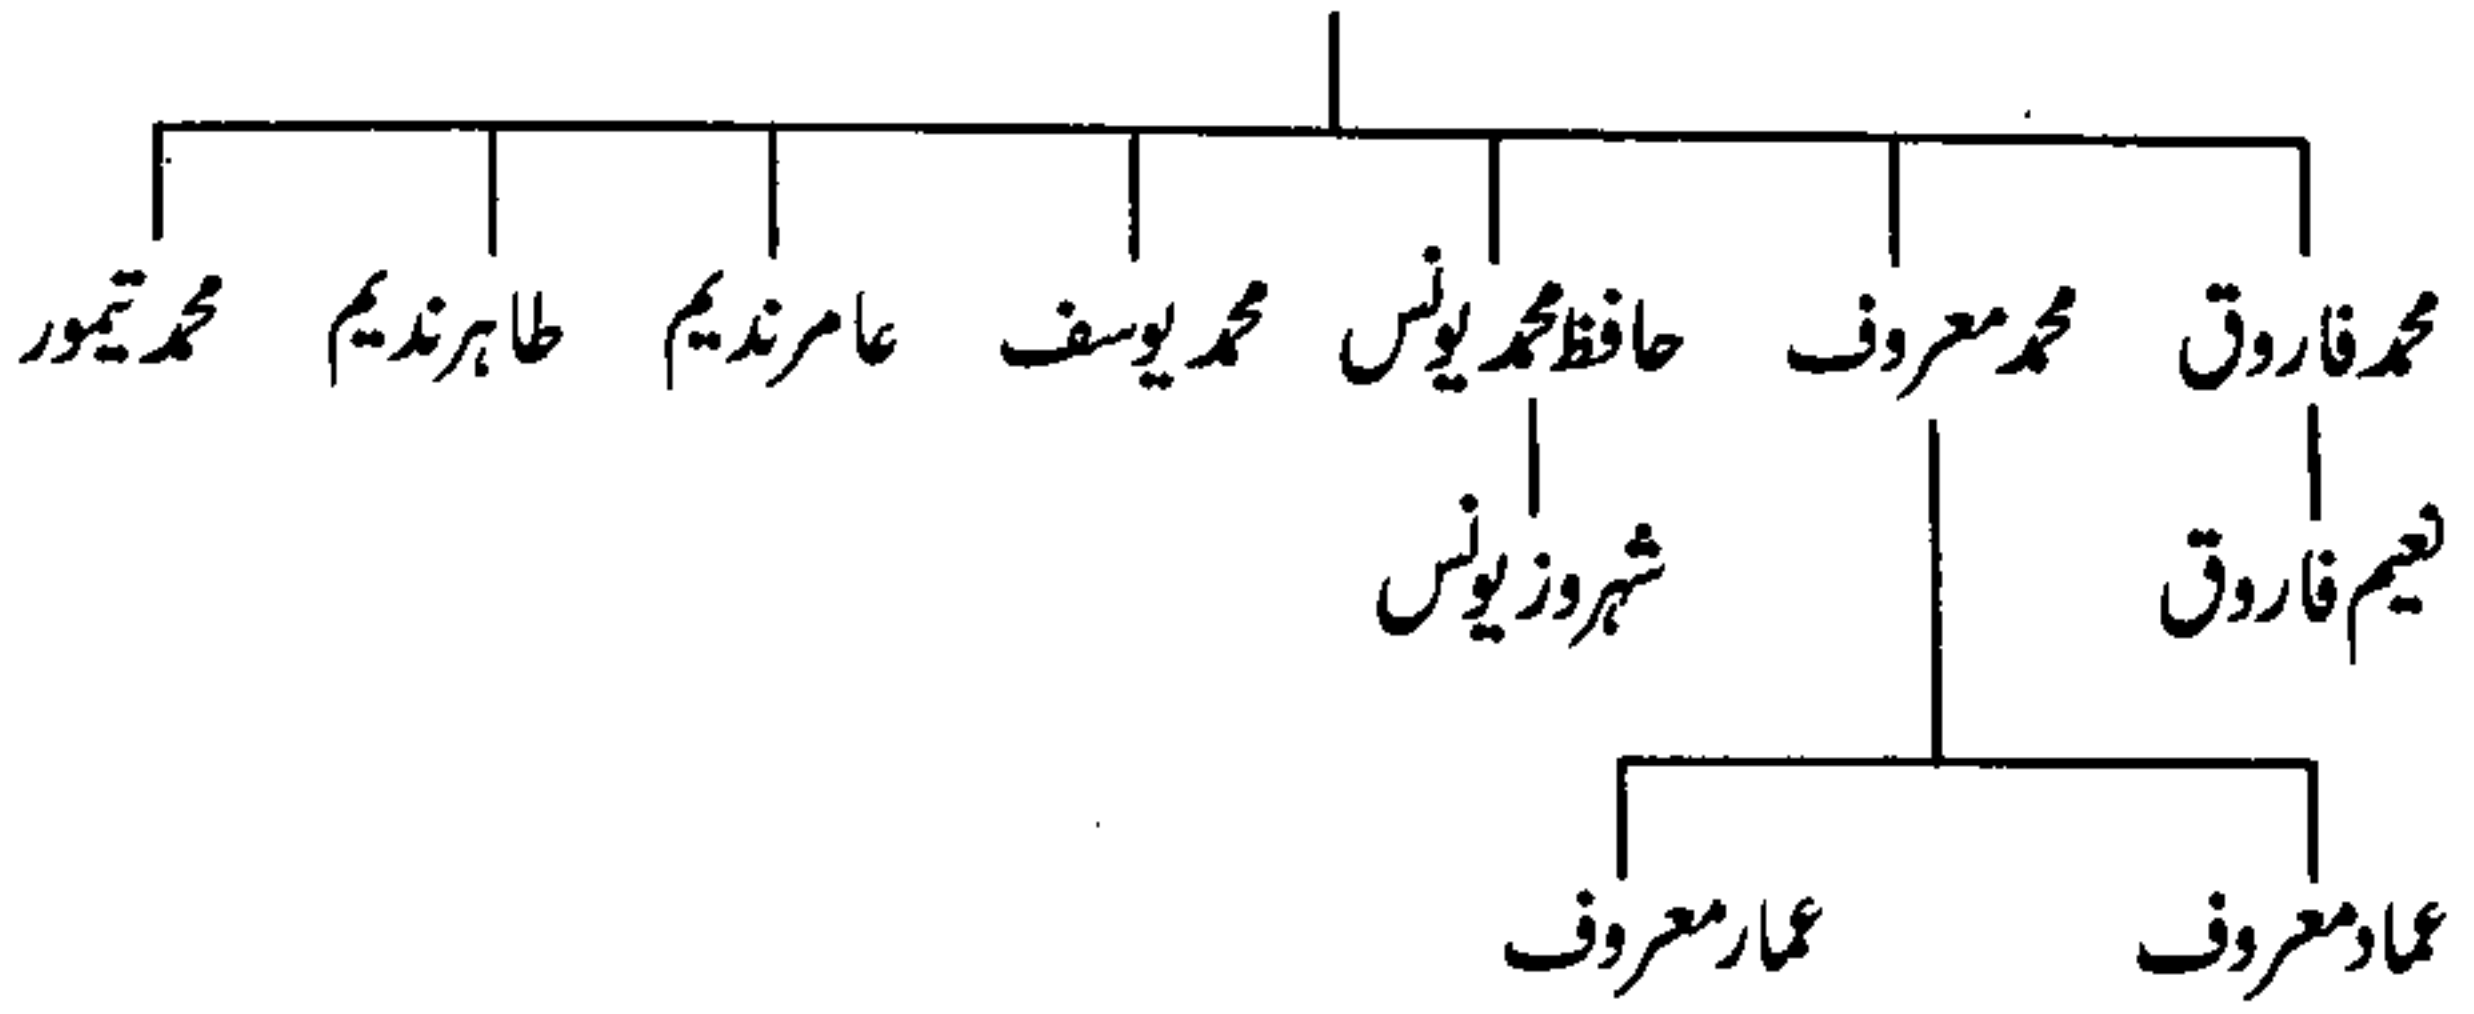 محمد فاروق محمد معروف حافظ محمد یونس محمد یوسف عامر ندیم طاہر ندیم محمد تیمور
نعیم فاروق شہروز یونس
عماد معروف عمار معروف